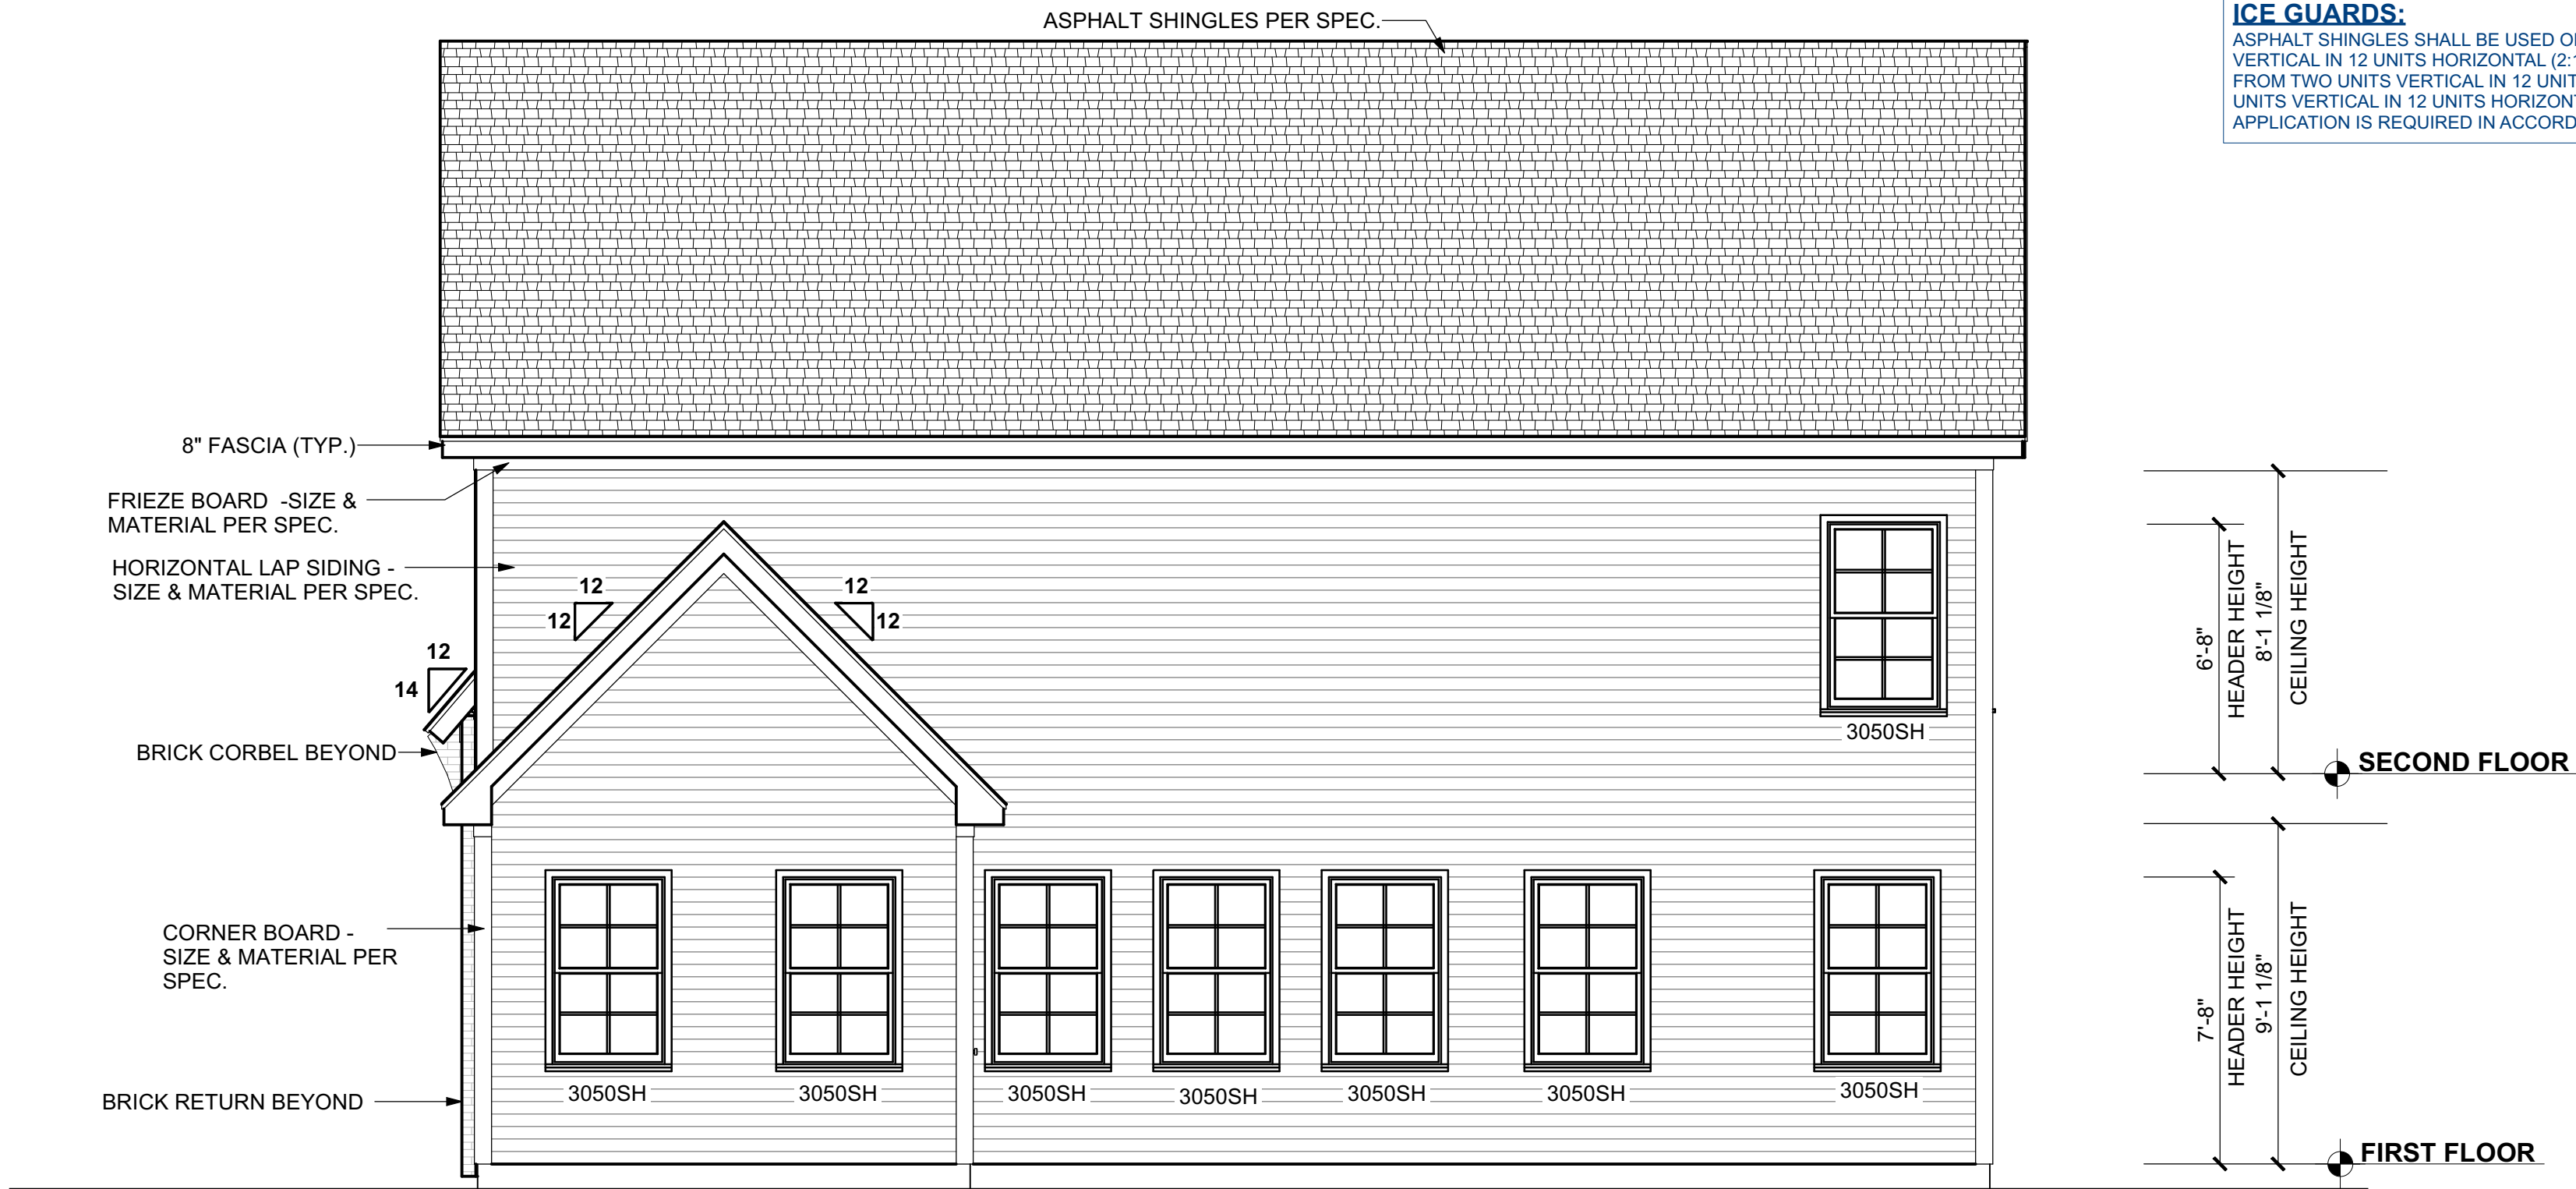 ASPHALT SHINGLES PER SPEC.
ICE GUARDS:
ASPHALT SHINGLES SHALL BE USED
VERTICAL IN 12 UNITS HORIZONTAL
FROM TWO UNITS VERTICAL IN 12
UNITS VERTICAL IN 12 UNITS
APPLICATION IS REQUIRED IN
8" FASCIA (TYP.)
FRIEZE BOARD -SIZE &
MATERIAL PER SPEC.
HORIZONTAL LAP SIDING -
SIZE & MATERIAL PER SPEC.
12
12
12
12
12
14
BRICK CORBEL BEYOND
CORNER BOARD -
SIZE & MATERIAL PER
SPEC.
BRICK RETURN BEYOND
3050SH
3050SH
3050SH
3050SH
3050SH
3050SH
3050SH
3050SH
6'-8"
HEADER HEIGHT
8'-1 1/8"
CEILING HEIGHT
SECOND FLOOR
7'-8"
HEADER HEIGHT
9'-1 1/8"
CEILING HEIGHT
FIRST FLOOR